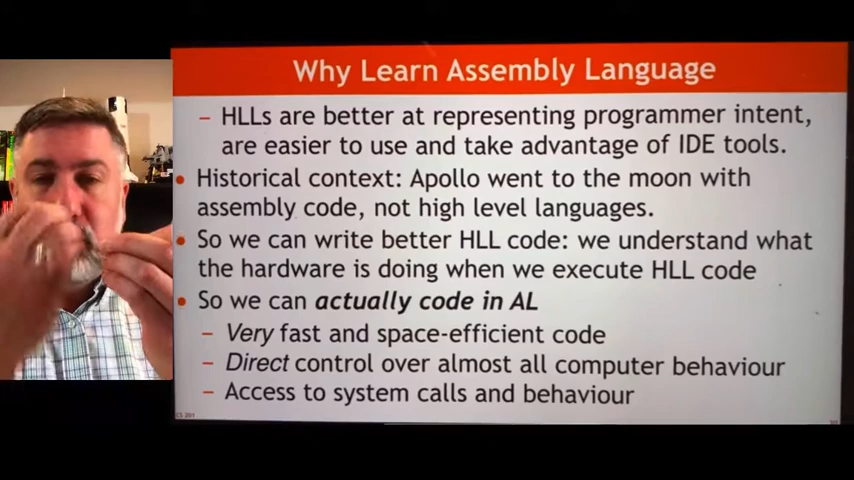 Why Learn Assembly Language
– HLLs are better at representing programmer intent,
are easier to use and take advantage of IDE tools.
• Historical context: Apollo went to the moon with
assembly code, not high level languages.
• So we can write better HLL code: we understand what
the hardware is doing when we execute HLL code
• So we can actually code in AL
– Very fast and space-efficient code
– Direct control over almost all computer behaviour
– Access to system calls and behaviour
CS 201